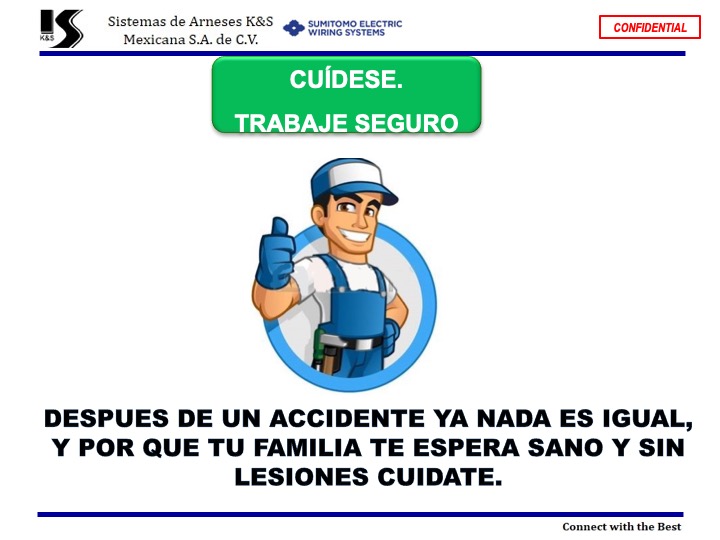 K&S
Sistemas de Arneses K&S
Mexicana S.A. de C.V.
SUMITOMO ELECTRIC
WIRING SYSTEMS
CONFIDENTIAL
CUÍDESE.
TRABAJE SEGURO
DESPUES DE UN ACCIDENTE YA NADA ES IGUAL,
Y POR QUE TU FAMILIA TE ESPERA SANO Y SIN
LESIONES CUIDATE.
Connect with the Best